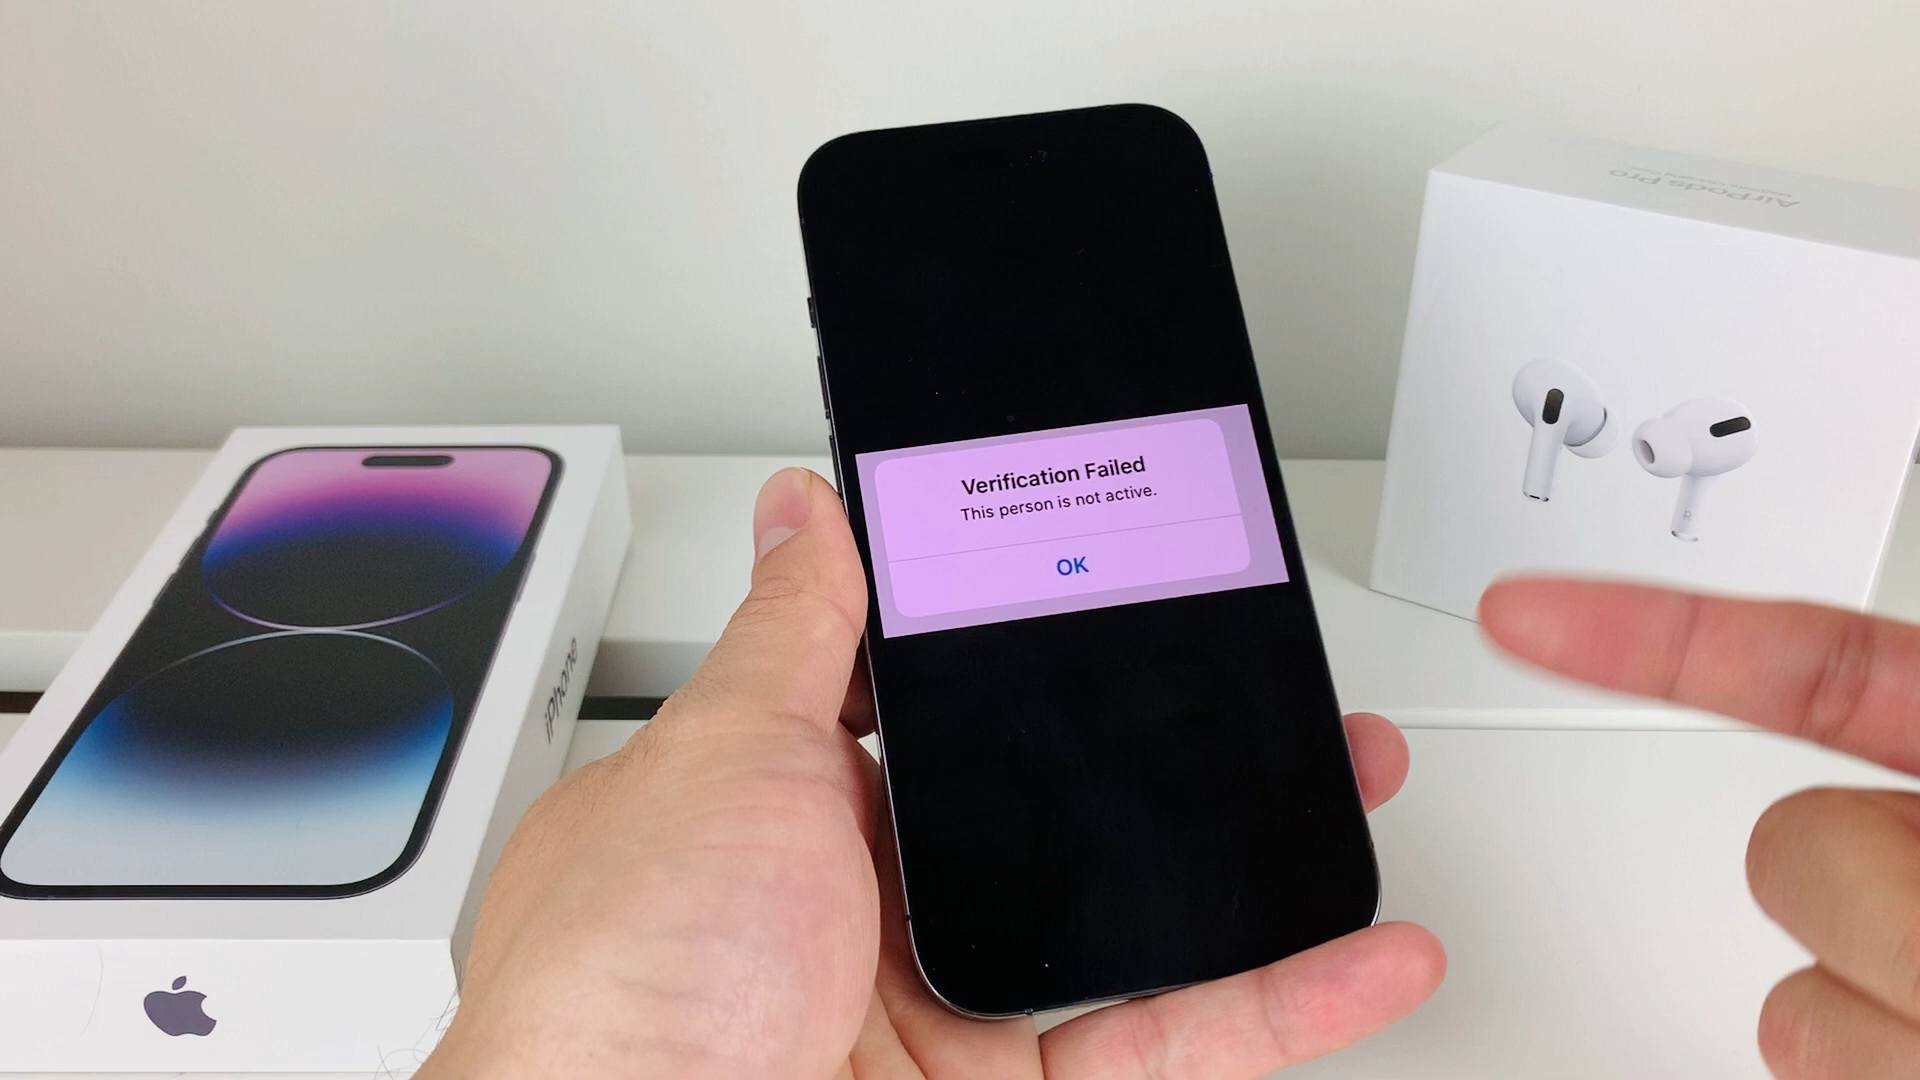 AirPods Pro
Verification Failed
This person is not active.
OK
iPhone
R